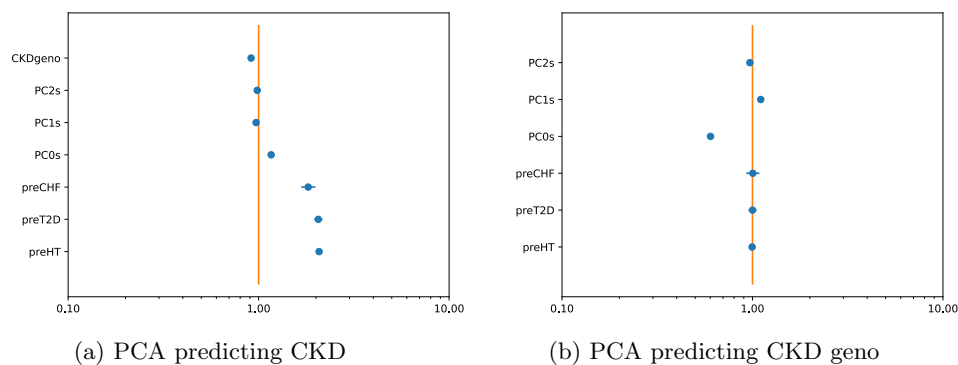 CKDgeno
PC2s
PC1s
PC0s
preCHF
preT2D
preHT
0.10 1.00 10.00
(a) PCA predicting CKD
PC2s
PC1s
PC0s
preCHF
preT2D
preHT
0.10 1.00 10.00
(b) PCA predicting CKD geno